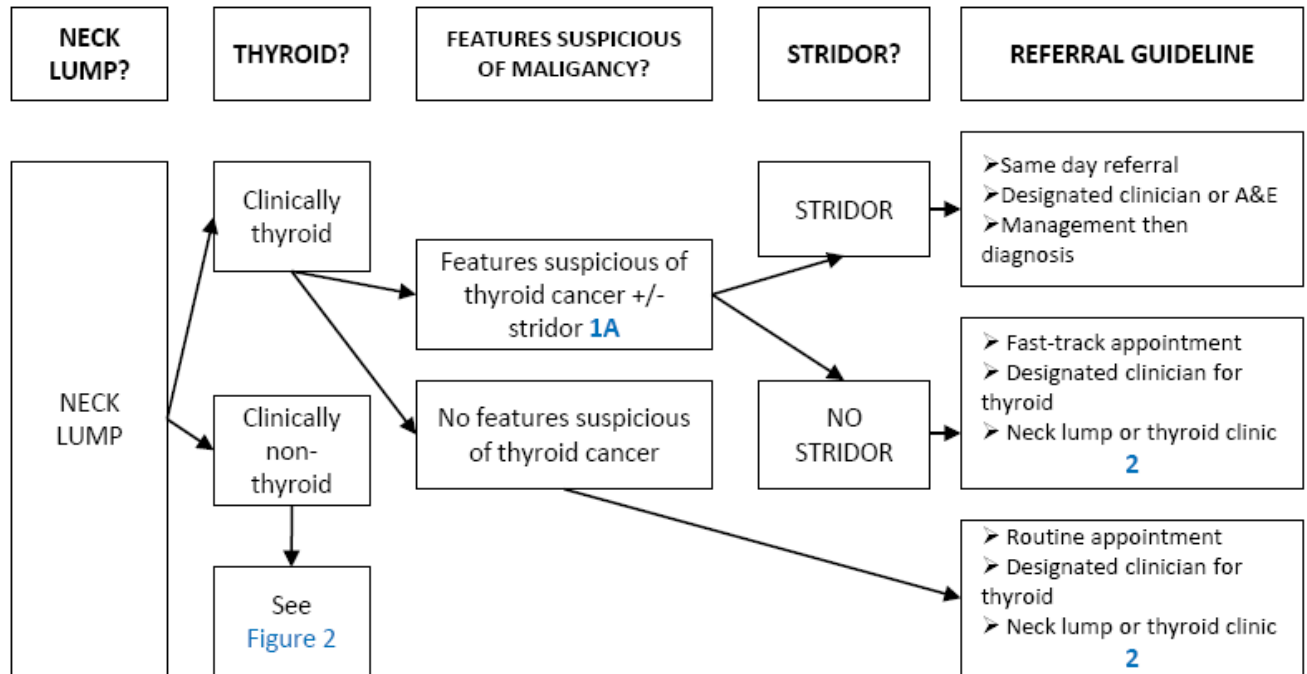 NECK
LUMP?
THYROID?
FEATURES SUSPICIOUS
OF MALIGANCY?
STRIDOR?
REFERRAL GUIDELINE
NECK
LUMP
Clinically
thyroid
Clinically
non-
thyroid
See
Figure 2
Features suspicious of
thyroid cancer +/-
stridor 1A
No features suspicious
of thyroid cancer
STRIDOR
NO
STRIDOR
➢Same day referral
➢Designated clinician or A&E
➢Management then
diagnosis
➢ Fast-track appointment
➢ Designated clinician for
thyroid
➢ Neck lump or thyroid clinic
2
➢ Routine appointment
➢ Designated clinician for
thyroid
➢ Neck lump or thyroid clinic
2